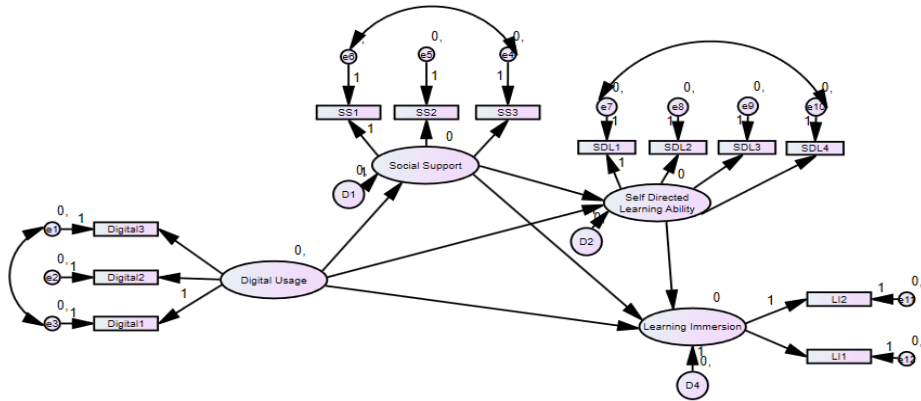 0, 0, 0,
e6 e5 e4
1 1 1
SS1 SS2 SS3
1 0
Social Support
0, 1
D1
0, 0, 0, 0,
e7 e8 e9 e10
1 1 1 1
SDL1 SDL2 SDL3 SDL4
1 0
Self Directed
Learning Ability
D2
0,
e1 1 Digital3
0,
e2 1 Digital2
0, 1
e3 1 Digital1
0,
Digital Usage
0
Learning Immersion
1
0,
D4
0,
1 LI2 1 e11
0,
LI1 1 e12